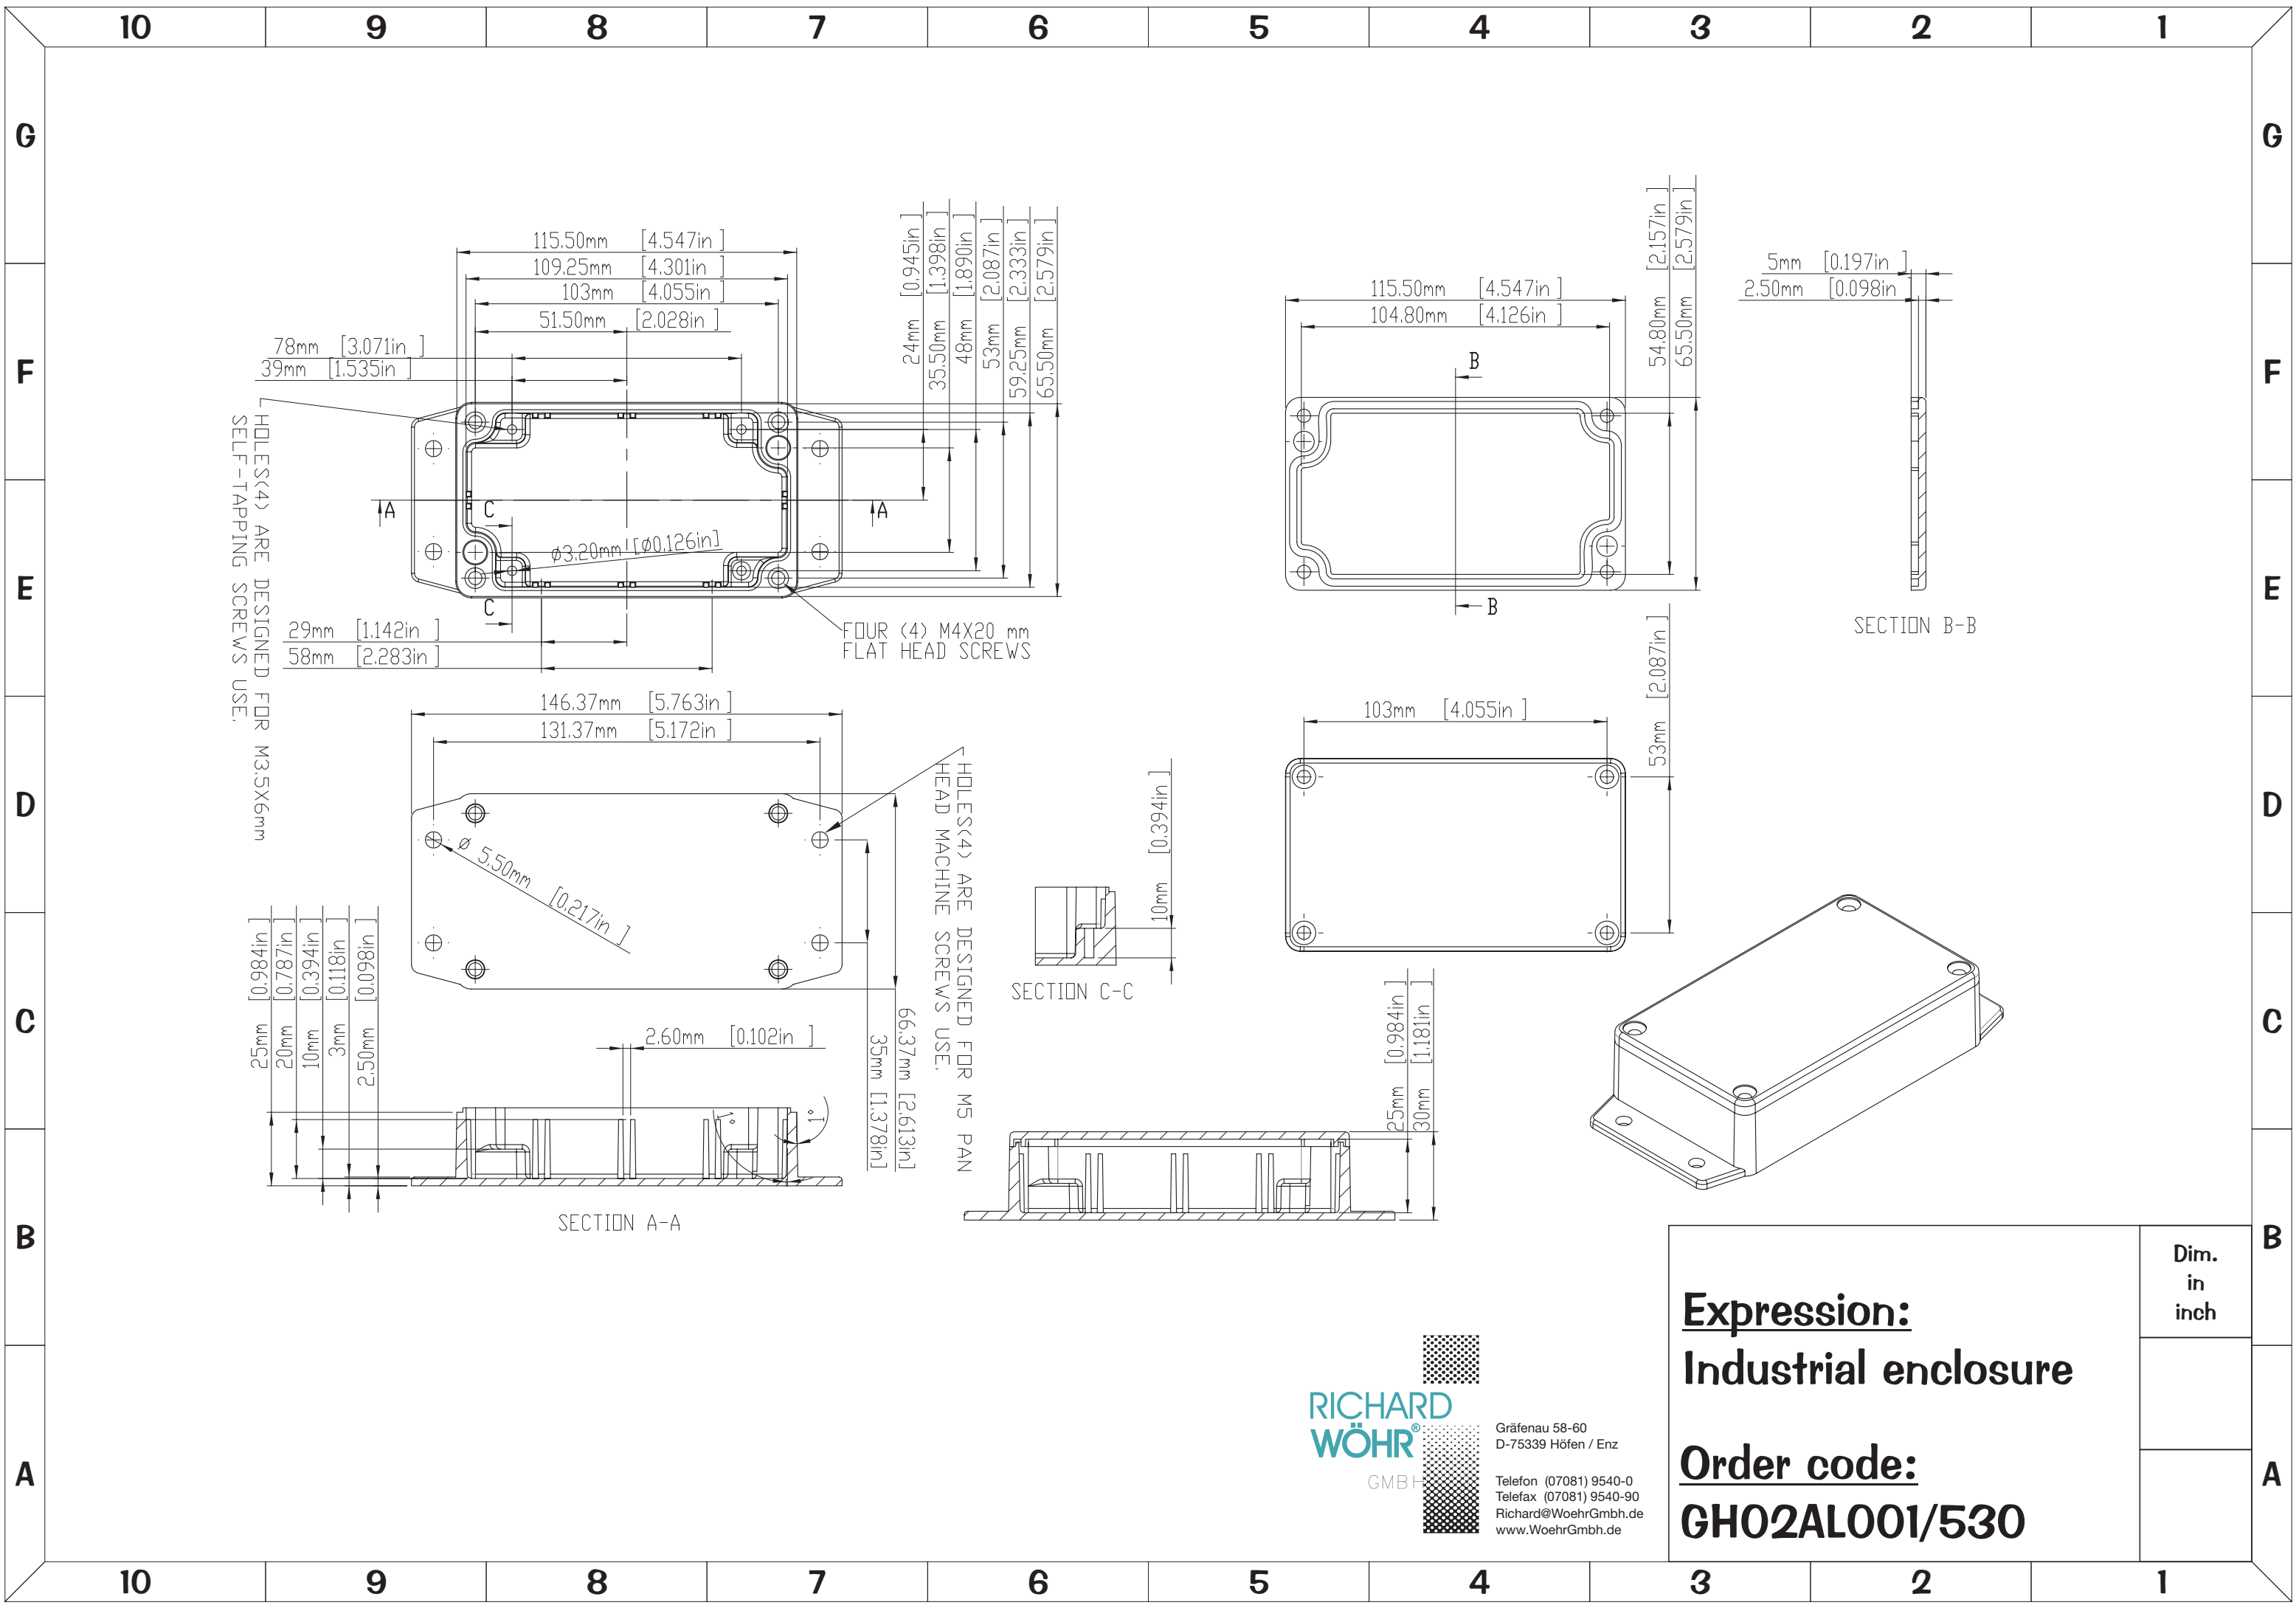 10 9 8 7 6 5 4 3 2 1
G G
F F
E E
D D
C C
B B
A A
115.50mm [4.547in ]
109.25mm [4.301in ]
103mm [4.055in ]
51.50mm [2.028in ]
78mm [3.071in ]
39mm [1.535in ]
24mm [0.945in ]
35.50mm [1.398in ]
48mm [1.890in ]
53mm [2.087in ]
59.25mm [2.333in ]
65.50mm [2.579in ]
HOLES(4) ARE DESIGNED FOR M3.5X6mm
SELF-TAPPING SCREWS USE.
A A
C
C
Ø3.20mm [Ø0.126in]
29mm [1.142in ]
58mm [2.283in ]
FOUR (4) M4X20 mm
FLAT HEAD SCREWS
115.50mm [4.547in ]
104.80mm [4.126in ]
54.80mm [2.157in ]
65.50mm [2.579in ]
B
B
5mm [0.197in ]
2.50mm [0.098in ]
SECTION B-B
146.37mm [5.763in ]
131.37mm [5.172in ]
Ø 5.50mm [0.217in ]
HOLES(4) ARE DESIGNED FOR M5 PAN
HEAD MACHINE SCREWS USE.
35mm [1.378in]
66.37mm [2.613in]
10mm [0.394in ]
SECTION C-C
103mm [4.055in ]
53mm [2.087in ]
25mm [0.984in ]
20mm [0.787in ]
10mm [0.394in ]
3mm [0.118in ]
2.50mm [0.098in ]
2.60mm [0.102in ]
1°
1°
SECTION A-A
25mm [0.984in ]
30mm [1.181in ]
RICHARD
WÖHR®
GMBH
Gräfenau 58-60
D-75339 Höfen / Enz
Telefon (07081) 9540-0
Telefax (07081) 9540-90
Richard@WoehrGmbh.de
www.WoehrGmbh.de
Expression:
Industrial enclosure
Order code:
GH02AL001/530
Dim.
in
inch
10 9 8 7 6 5 4 3 2 1